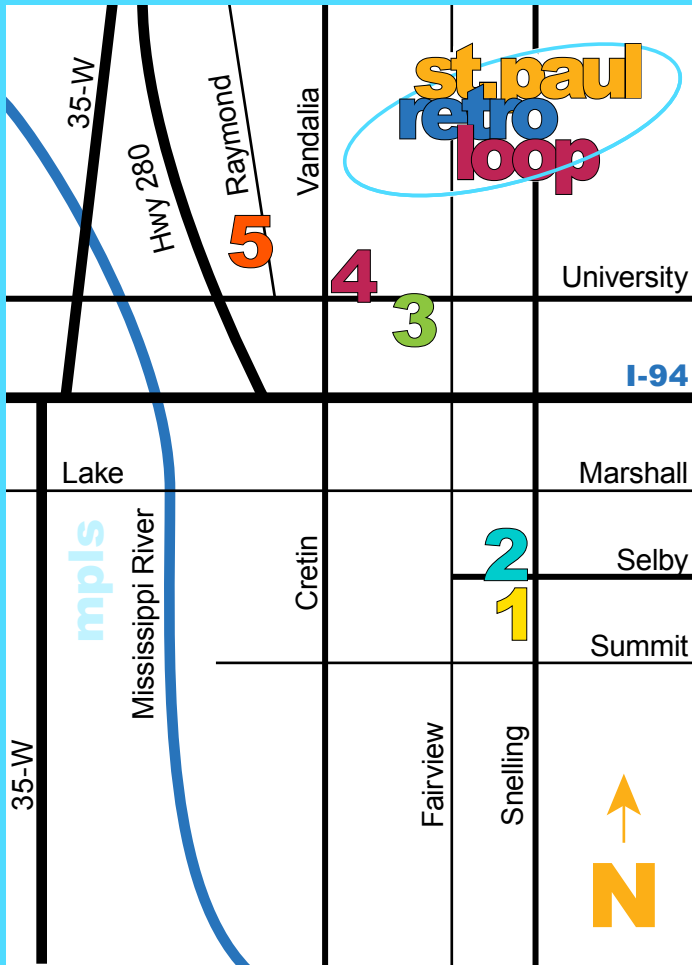 st.paul
retro
loop
35-W
Hwy 280
Raymond
Vandalia
5
4
3
University
I-94
Lake
Marshall
mpls
Mississippi River
Cretin
2
Selby
1
Summit
35-W
Fairview
Snelling
N